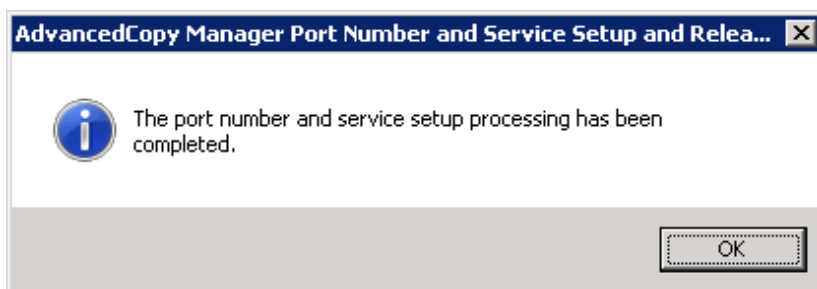 AdvancedCopy Manager Port Number and Service Setup and Relea...
The port number and service setup processing has been
completed.
OK